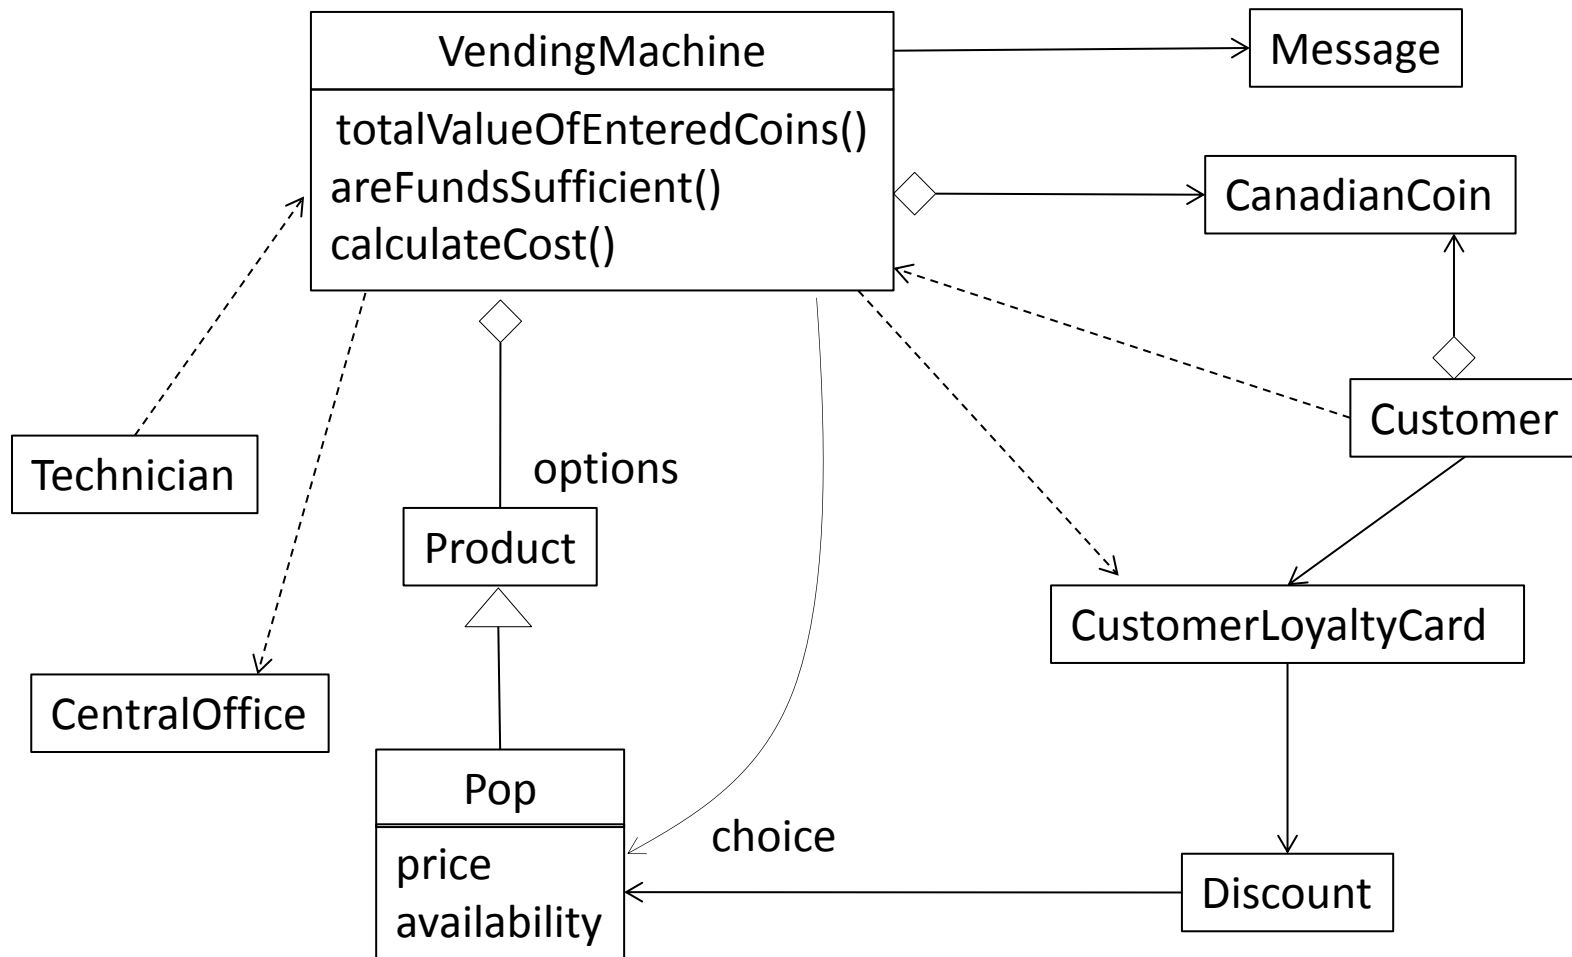 VendingMachine
Message
totalValueOfEnteredCoins()
areFundsSufficient()
calculateCost()
CanadianCoin
Customer
Technician
options
Product
CustomerLoyaltyCard
CentralOffice
Pop
choice
price
availability
Discount